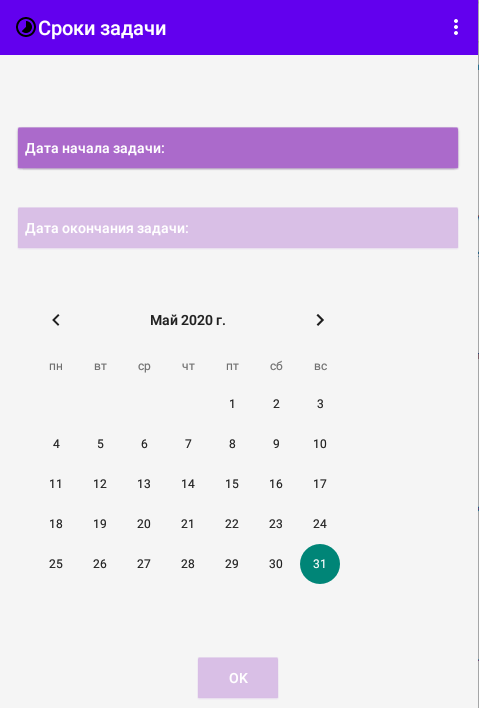 Сроки задачи
Дата начала задачи:
Дата окончания задачи:
Май 2020 г.
пн вт ср чт пт сб вс
1 2 3
4 5 6 7 8 9 10
11 12 13 14 15 16 17
18 19 20 21 22 23 24
25 26 27 28 29 30 31
OK